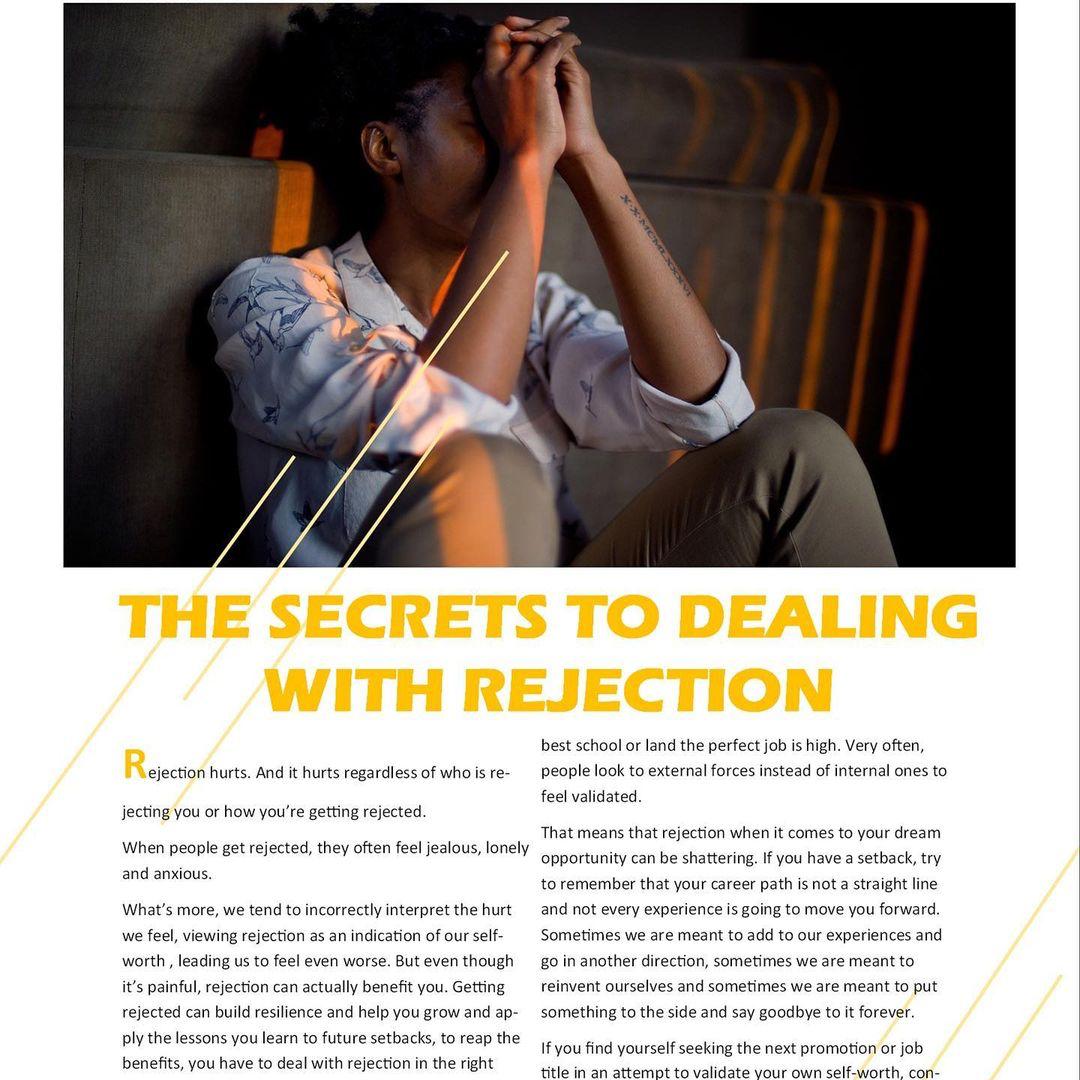 X·X·MCMLXXXVI
THE SECRETS TO DEALING
WITH REJECTION
Rejection hurts. And it hurts regardless of who is re-
jecting you or how you’re getting rejected.
When people get rejected, they often feel jealous, lonely
and anxious.
What’s more, we tend to incorrectly interpret the hurt
we feel, viewing rejection as an indication of our self-
worth , leading us to feel even worse. But even though
it’s painful, rejection can actually benefit you. Getting
rejected can build resilience and help you grow and ap-
ply the lessons you learn to future setbacks, to reap the
benefits, you have to deal with rejection in the right
best school or land the perfect job is high. Very often,
people look to external forces instead of internal ones to
feel validated.
That means that rejection when it comes to your dream
opportunity can be shattering. If you have a setback, try
to remember that your career path is not a straight line
and not every experience is going to move you forward.
Sometimes we are meant to add to our experiences and
go in another direction, sometimes we are meant to
reinvent ourselves and sometimes we are meant to put
something to the side and say goodbye to it forever.
If you find yourself seeking the next promotion or job
title in an attempt to validate your own self-worth, con-